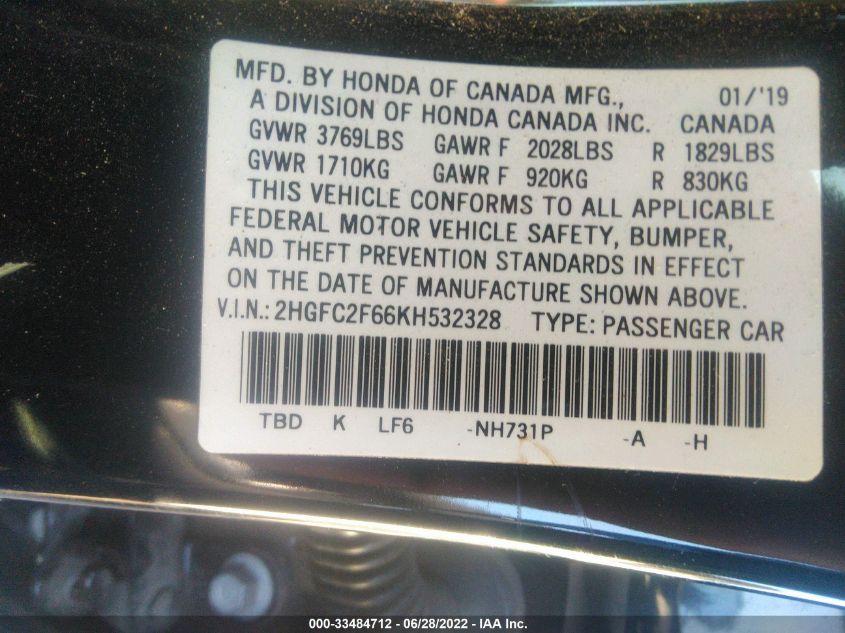 MFD. BY HONDA OF CANADA MFG., 01/'19
A DIVISION OF HONDA CANADA INC. CANADA
GVWR 3769LBS GAWR F 2028LBS R 1829LBS
GVWR 1710KG GAWR F 920KG R 830KG
THIS VEHICLE CONFORMS TO ALL APPLICABLE
FEDERAL MOTOR VEHICLE SAFETY, BUMPER,
AND THEFT PREVENTION STANDARDS IN EFFECT
ON THE DATE OF MANUFACTURE SHOWN ABOVE.
V.I.N.: 2HGFC2F66KH532328 TYPE: PASSENGER CAR
TBD K LF6 -NH731P -A -H
000-33484712 - 06/28/2022 - IAA Inc.